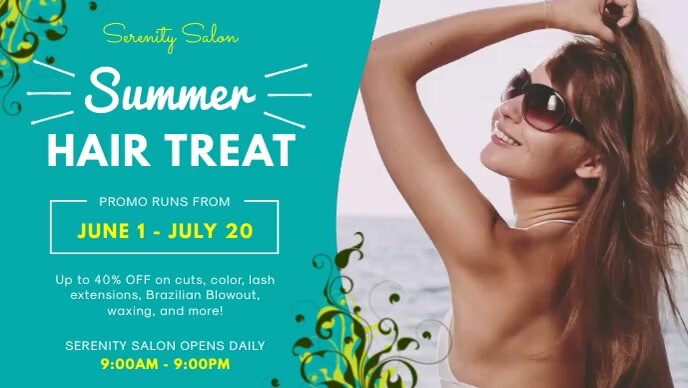 Serenity Salon
Summer
HAIR TREAT
PROMO RUNS FROM
JUNE 1 - JULY 20
Up to 40% OFF on cuts, color, lash
extensions, Brazilian Blowout,
waxing, and more!
SERENITY SALON OPENS DAILY
9:00AM - 9:00PM